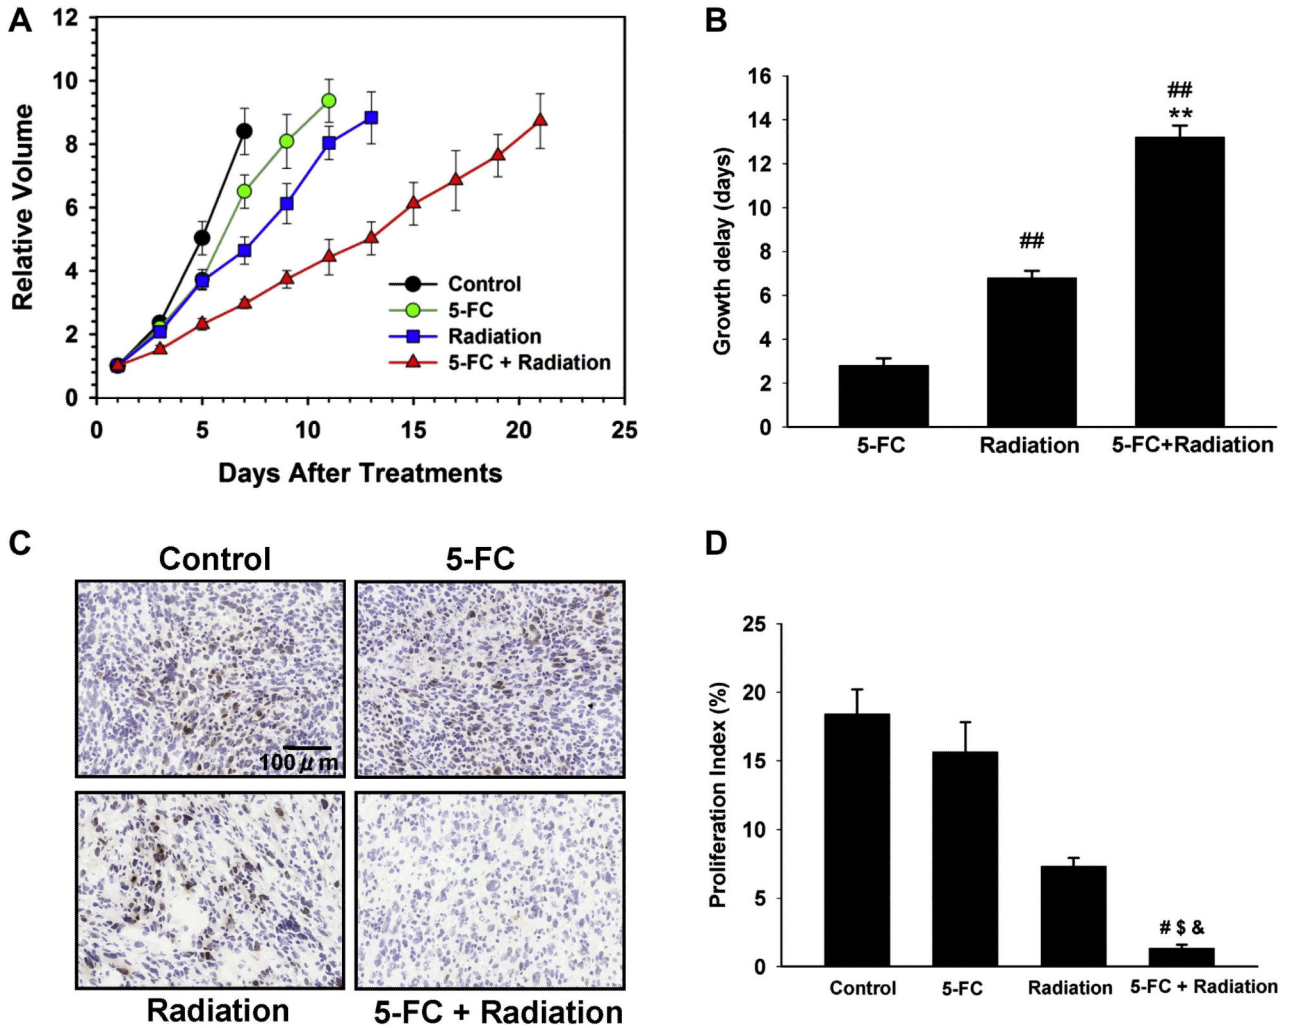 A
12
10
8
6
4
2
0
Relative Volume
Control
5-FC
Radiation
5-FC + Radiation
0 5 10 15 20 25
Days After Treatments
B
16
14
12
10
8
6
4
2
0
Growth delay (days)
##
##
**
5-FC Radiation 5-FC+Radiation
C
Control 5-FC
100 μm
Radiation 5-FC + Radiation
D
25
20
15
10
5
0
Proliferation Index (%)
# $ &
Control 5-FC Radiation 5-FC + Radiation